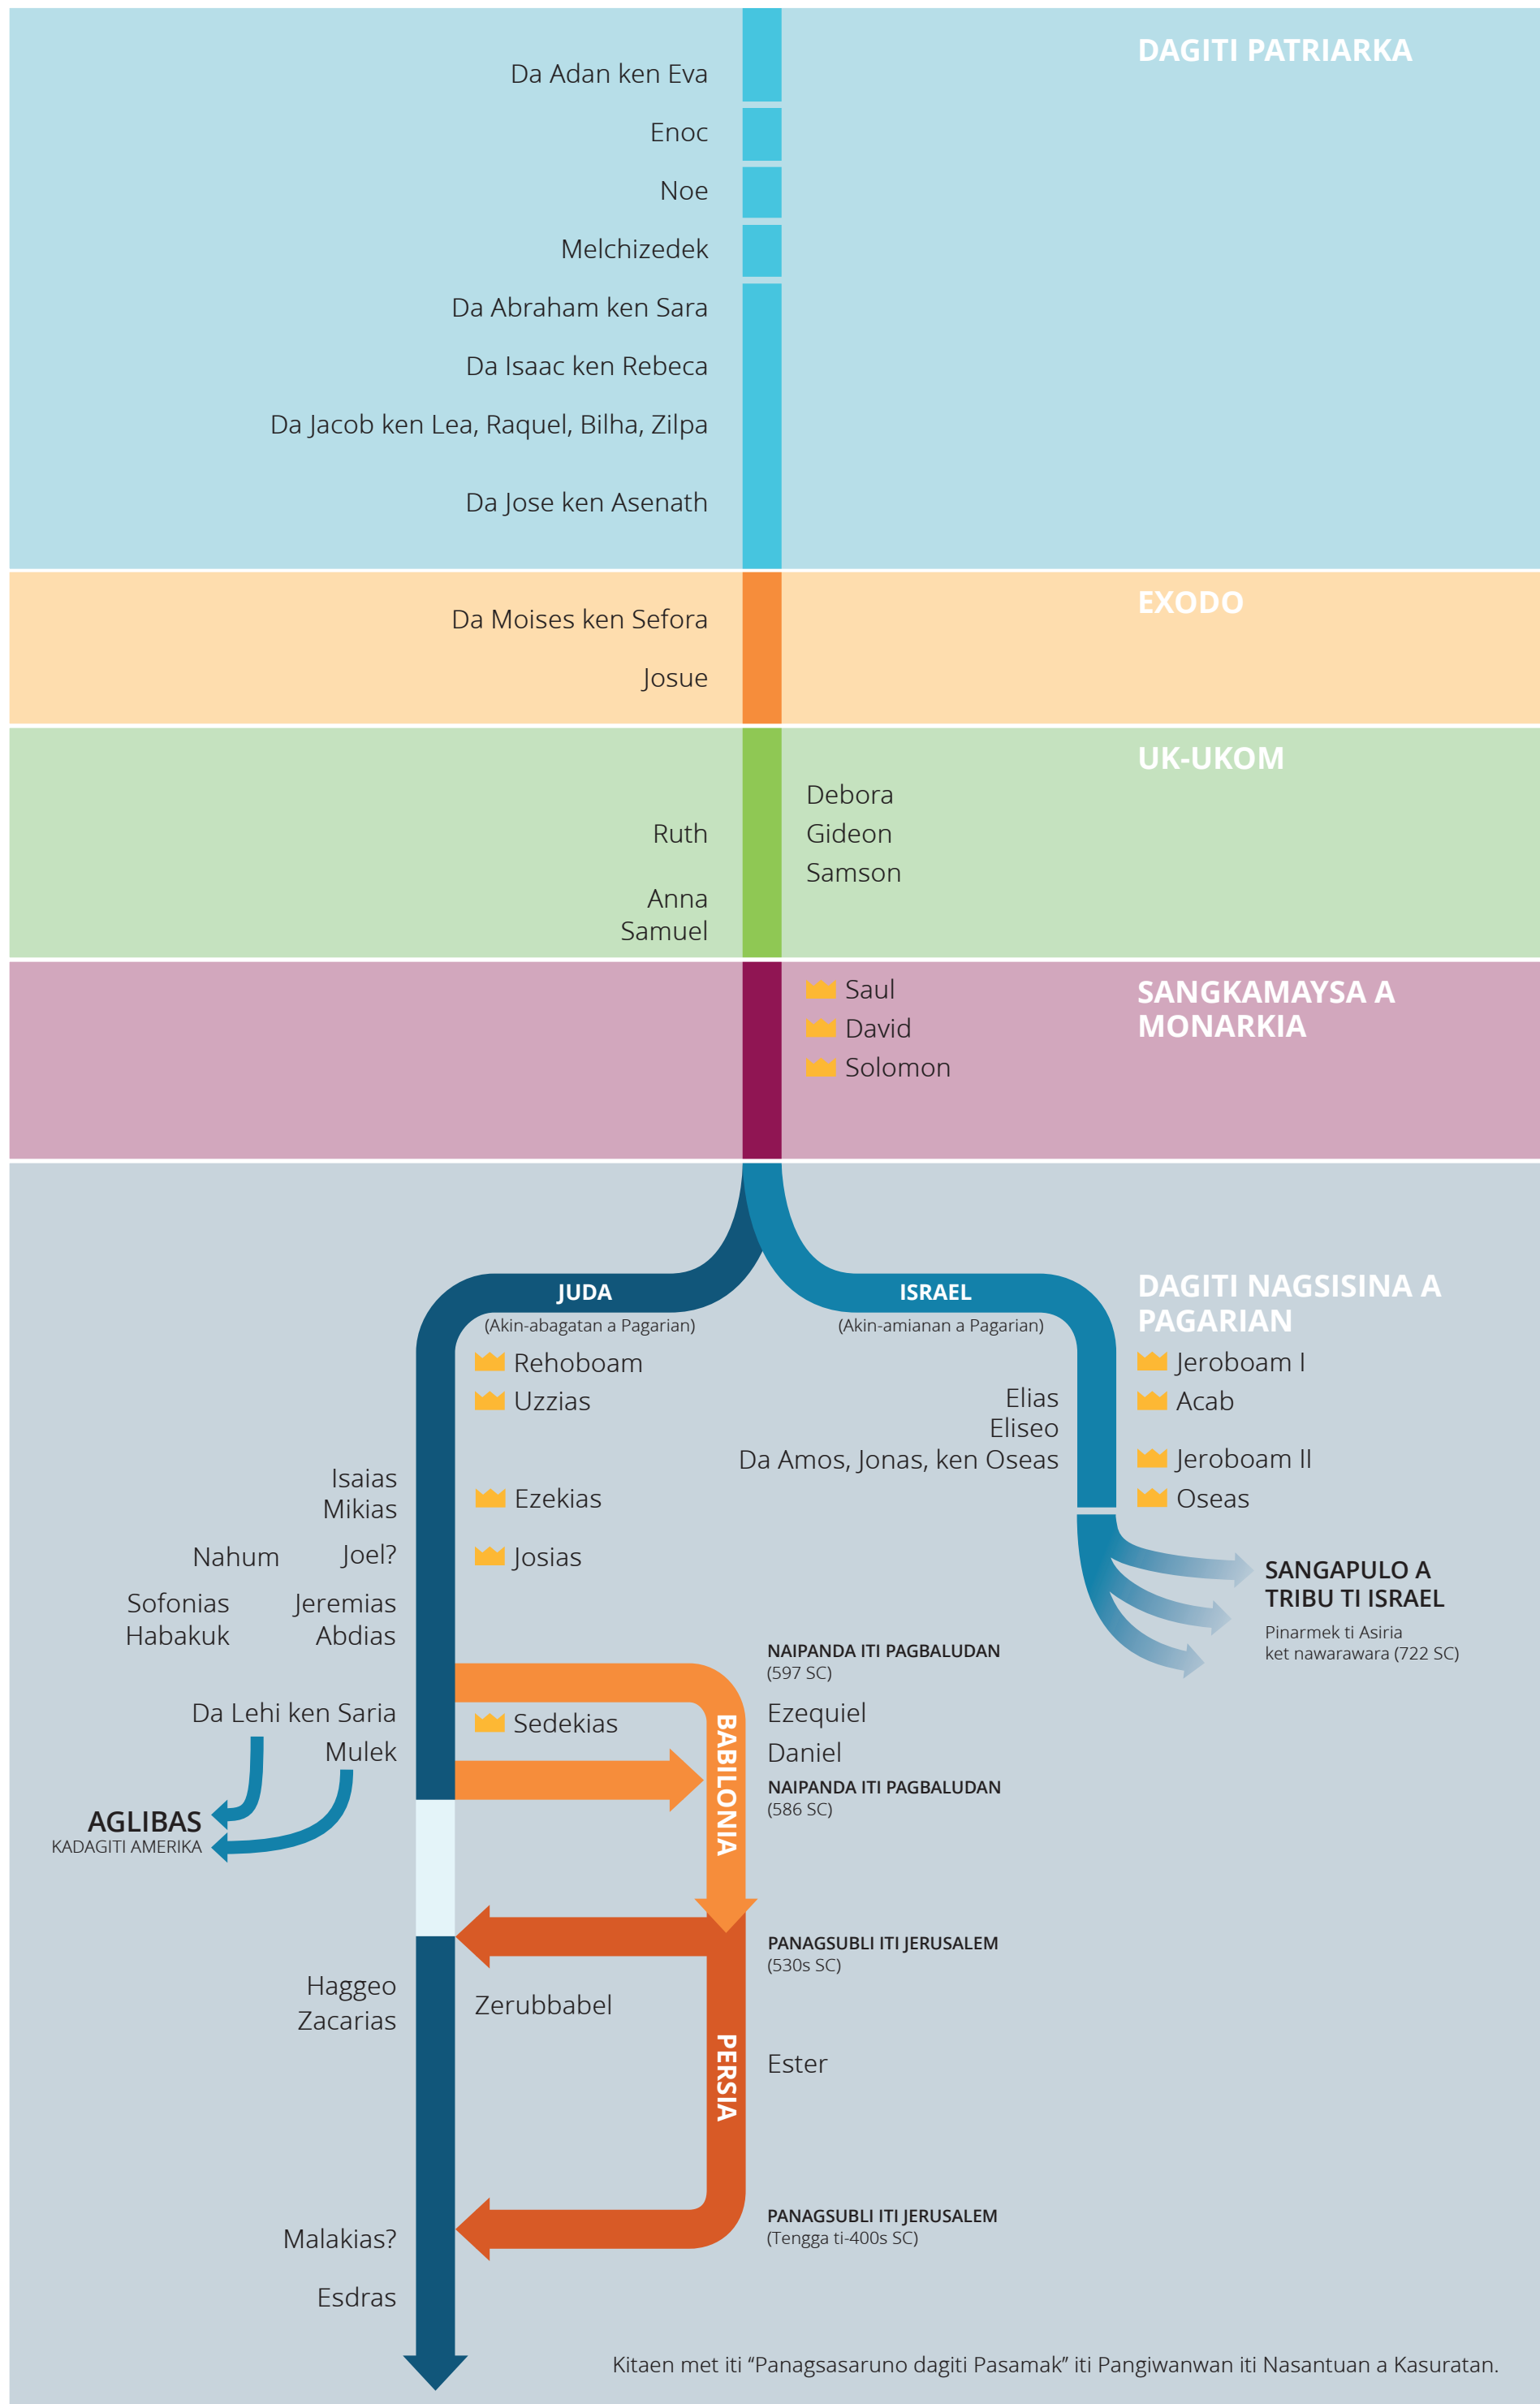 DAGITI PATRIARKA
Da Adan ken Eva
Enoc
Noe
Melchizedek
Da Abraham ken Sara
Da Isaac ken Rebeca
Da Jacob ken Lea, Raquel, Bilha, Zilpa
Da Jose ken Asenath
EXODO
Da Moises ken Sefora
Josue
UK-UKOM
Debora
Ruth
Gideon
Samson
Anna
Samuel
SANGKAMAYSA A
MONARKIA
Saul
David
Solomon
DAGITI NAGSISINA A
PAGARIAN
JUDA
(Akin-abagatan a Pagarian)
Rehoboam
Uzzias
Isaias
Mikias
Ezekias
Nahum
Joel?
Josias
Sofonias
Habakuk
Jeremias
Abdias
ISRAEL
(Akin-amianan a Pagarian)
Elias
Eliseo
Da Amos, Jonas, ken Oseas
Jeroboam I
Acab
Jeroboam II
Oseas
SANGAPULO A
TRIBU TI ISRAEL
Pinarmek ti Asiria
ket nawarawara (722 SC)
NAIPANDA ITI PAGBALUDAN
(597 SC)
Da Lehi ken Saria
Mulek
AGLIBAS
KADAGITI AMERIKA
Sedekias
BABILONIA
Ezequiel
Daniel
NAIPANDA ITI PAGBALUDAN
(586 SC)
PANAGSUBLI ITI JERUSALEM
(530s SC)
Haggeo
Zacarias
Zerubbabel
PERSIA
Ester
PANAGSUBLI ITI JERUSALEM
(Tengga ti-400s SC)
Malakias?
Esdras
Kitaen met iti “Panagsasaruno dagiti Pasamak” iti Pangiwanwan iti Nasantuan a Kasuratan.